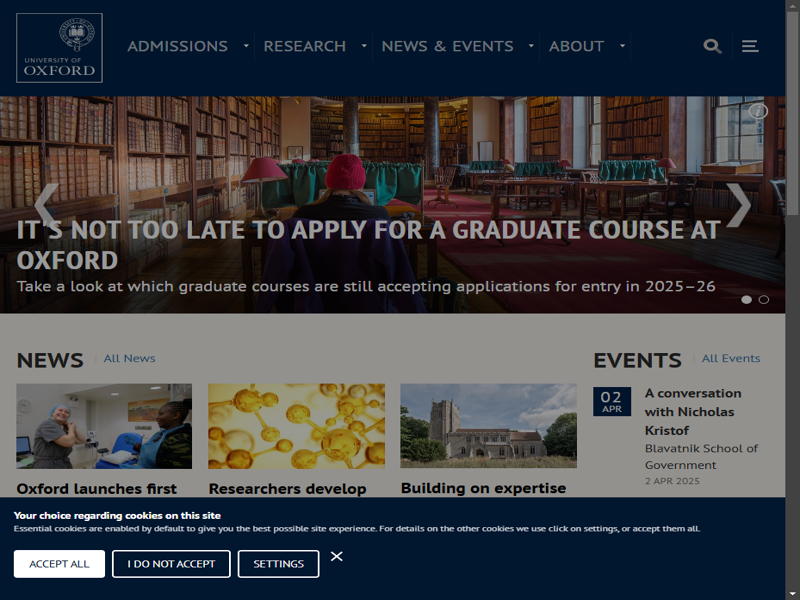 UNIVERSITY OF
OXFORD
ADMISSIONS
RESEARCH
NEWS & EVENTS
ABOUT
IT'S NOT TOO LATE TO APPLY FOR A GRADUATE COURSE AT
OXFORD
Take a look at which graduate courses are still accepting applications for entry in 2025–26
NEWS
All News
EVENTS
All Events
02
APR
A conversation
with Nicholas
Kristof
Blavatnik School of
Government
2 APR 2025
Oxford launches first
Researchers develop
Building on expertise
Your choice regarding cookies on this site
Essential cookies are enabled by default to give you the best possible site experience. For details on the other cookies we use click on settings, or accept them all.
ACCEPT ALL
I DO NOT ACCEPT
SETTINGS